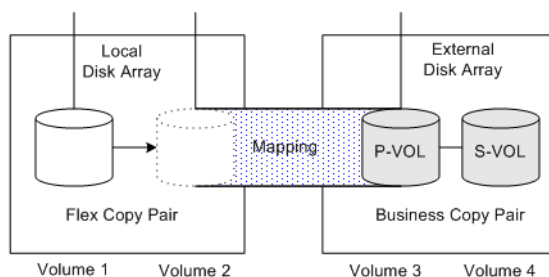 Local
Disk Array
External
Disk Array
Mapping
P-VOL
S-VOL
Flex Copy Pair
Business Copy Pair
Volume 1
Volume 2
Volume 3
Volume 4